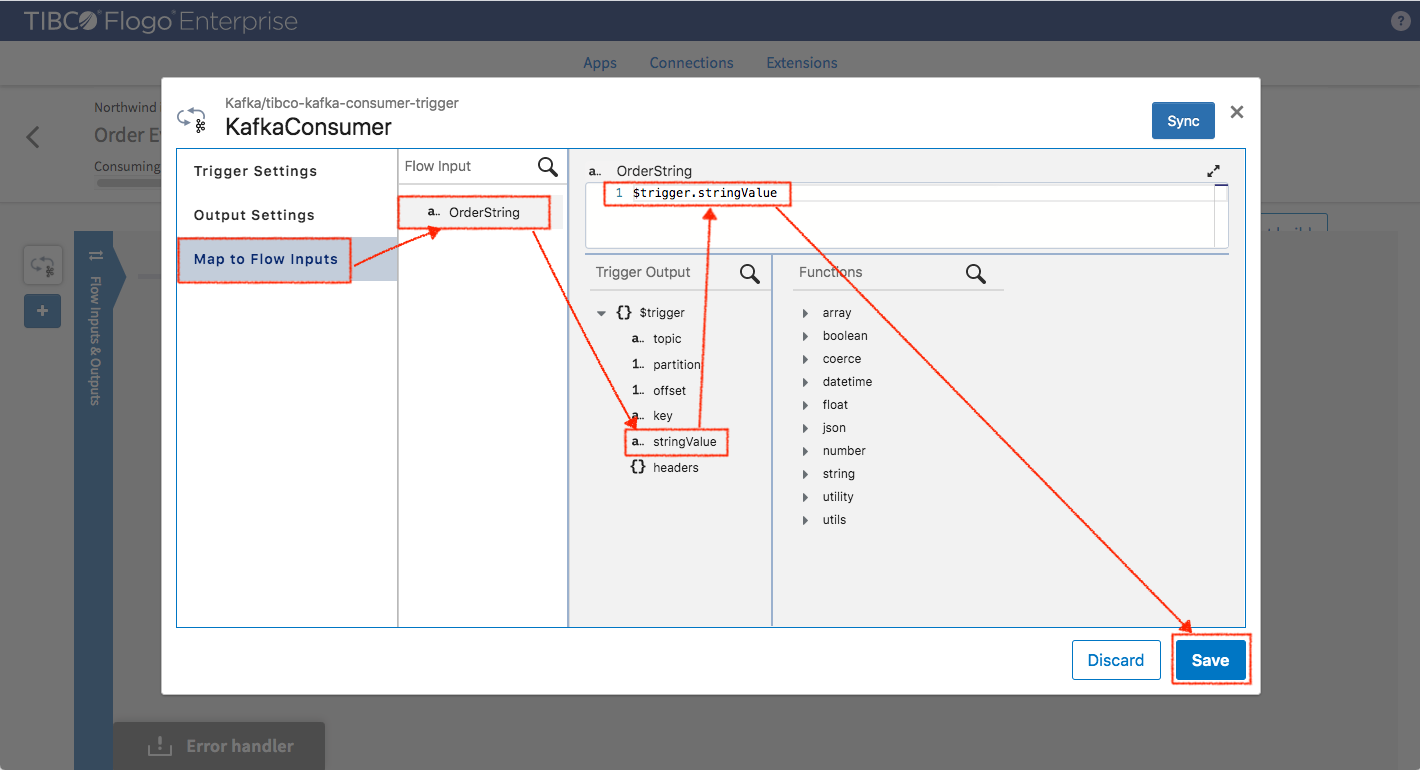 TIBCO Flogo® Enterprise
?
Apps Connections Extensions
Northwind
Order E
Consuming
Kafka/tibco-kafka-consumer-trigger
KafkaConsumer
Sync
Trigger Settings
Output Settings
Map to Flow Inputs
Flow Input
a.. OrderString
a.. OrderString
1 $trigger.stringValue
Trigger Output
{} $trigger
a.. topic
1.. partition
1.. offset
a.. key
a.. stringValue
{} headers
Functions
array
boolean
coerce
datetime
float
json
number
string
utility
utils
Discard
Save
Flow Inputs & Outputs
Error handler